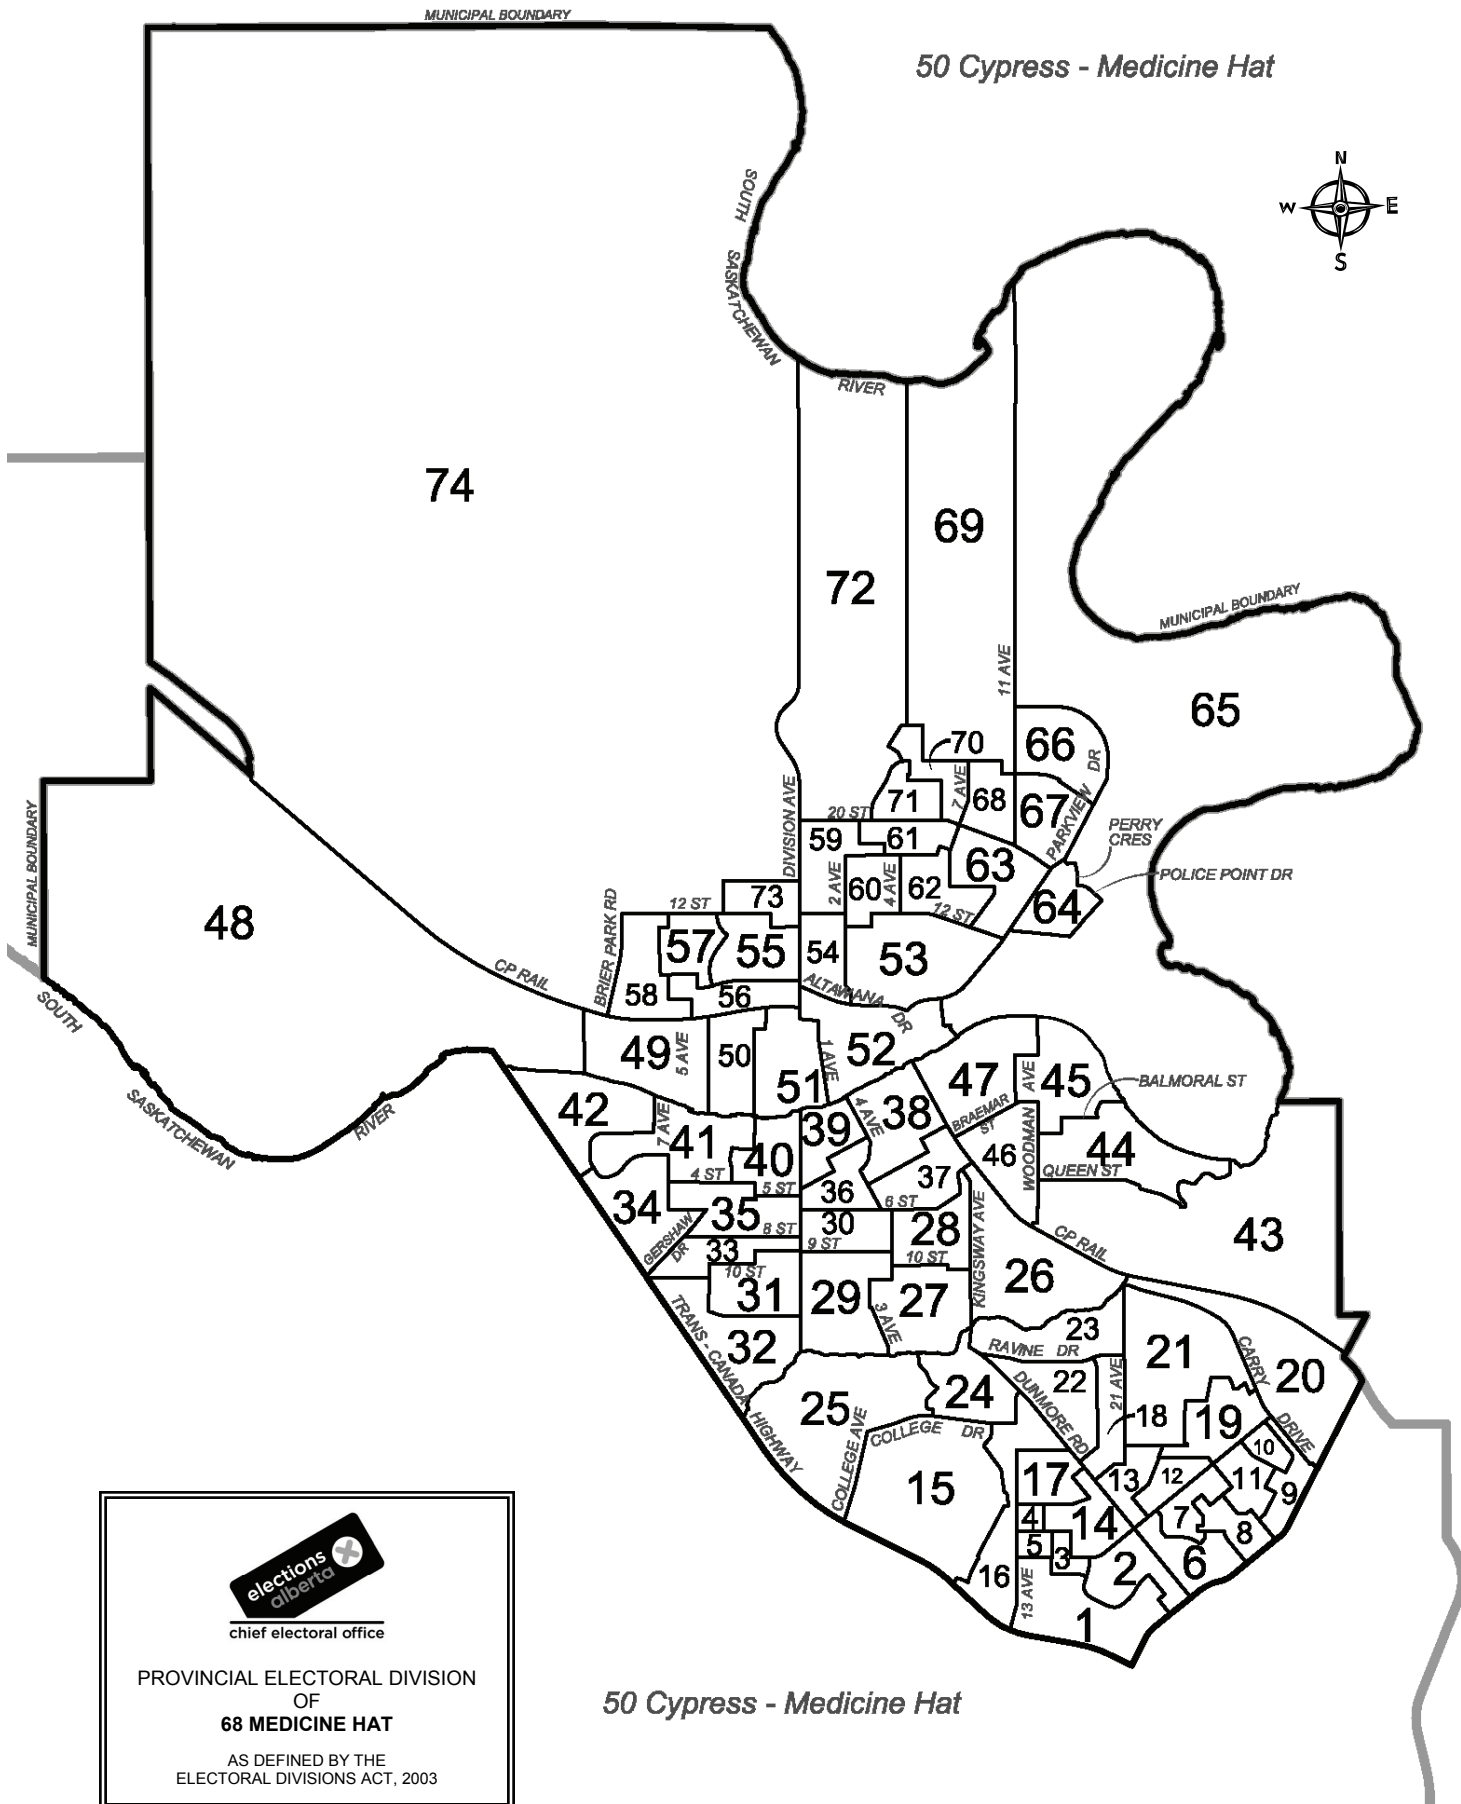 MUNICIPAL BOUNDARY
50 Cypress - Medicine Hat
N
W
E
S
SOUTH
SASKATCHEWAN
RIVER
74
69
72
MUNICIPAL BOUNDARY
11 AVE
65
66
70
DR
7 AVE
71
68
67
PARKVIEW
DIVISION AVE
20 ST
59
61
PERRY
CRES
63
POLICE POINT DR
2 AVE
60
4 AVE
62
73
12 ST
12 ST
64
MUNICIPAL BOUNDARY
48
BRIER PARK RD
57
55
54
53
CP RAIL
58
56
ALTAWANA
DR
SOUTH
SASKATCHEWAN
RIVER
49
5 AVE
50
51
1 AVE
52
47
AVE
45
BALMORAL ST
42
7 AVE
41
40
39
4 AVE
38
BRAEMAR
ST
46
WOODMAN
44
QUEEN ST
4 ST
5 ST
36
37
6 ST
34
35
8 ST
30
28
KINGSWAY AVE
CP RAIL
43
GERSHAW
DR
33
9 ST
10 ST
10 ST
26
31
29
3 AVE
27
TRANS - CANADA HIGHWAY
32
23
RAVINE DR
21
CARRY
DRIVE
20
25
24
DUNMORE RD
22
21 AVE
18
19
COLLEGE AVE
COLLEGE DR
10
15
17
13
12
11
9
4
14
7
8
5
3
2
6
16
13 AVE
1
elections
alberta
chief electoral office
PROVINCIAL ELECTORAL DIVISION
OF
68 MEDICINE HAT
AS DEFINED BY THE
ELECTORAL DIVISIONS ACT, 2003
50 Cypress - Medicine Hat